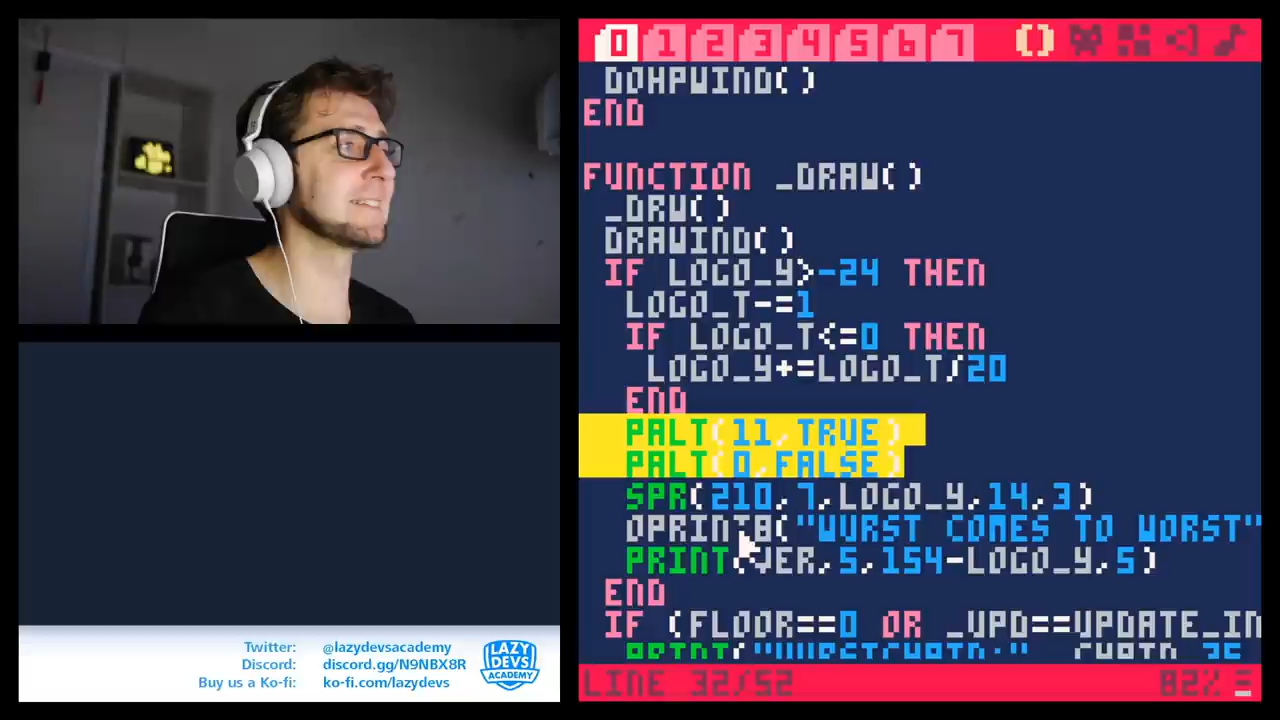 0 1 2 3 4 5 6 7
DOHPWIND()
END
FUNCTION _DRAW()
_DRW()
DRAWIND()
IF LOGO_Y>-24 THEN
LOGO_T-=1
IF LOGO_T<=0 THEN
LOGO_Y+=LOGO_T/20
END
PALT(11,TRUE)
PALT(0,FALSE)
SPR(210,7,LOGO_Y,14,3)
OPRINT8("WURST COMES TO WORST"
PRINT(VER,5,154-LOGO_Y,5)
END
IF (FLOOR==0 OR _UPD==UPDATE_IN
LINE 32/52
82%
Twitter: @lazydevsacademy
Discord: discord.gg/N9NBX8R
Buy us a Ko-fi: ko-fi.com/lazydevs
LAZY
DEVS
ACADEMY